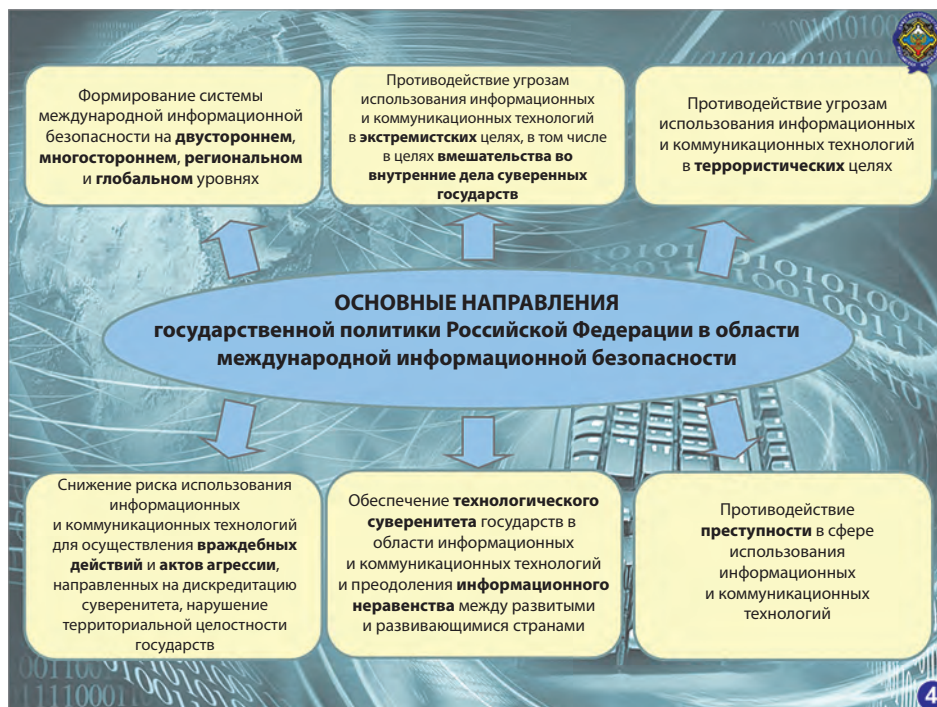 Формирование системы
международной информационной
безопасности на двустороннем,
многостороннем, региональном
и глобальном уровнях
Противодействие угрозам
использования информационных
и коммуникационных технологий
в экстремистских целях, в том числе
в целях вмешательства во
внутренние дела суверенных
государств
Противодействие угрозам
использования информационных
и коммуникационных технологий
в террористических целях
ОСНОВНЫЕ НАПРАВЛЕНИЯ
государственной политики Российской Федерации в области
международной информационной безопасности
Снижение риска использования
информационных
и коммуникационных технологий
для осуществления враждебных
действий и актов агрессии,
направленных на дискредитацию
суверенитета, нарушение
территориальной целостности
государств
Обеспечение технологического
суверенитета государств в
области информационных
и коммуникационных технологий
и преодоления информационного
неравенства между развитыми
и развивающимися странами
Противодействие
преступности в сфере
использования
информационных
и коммуникационных
технологий
4